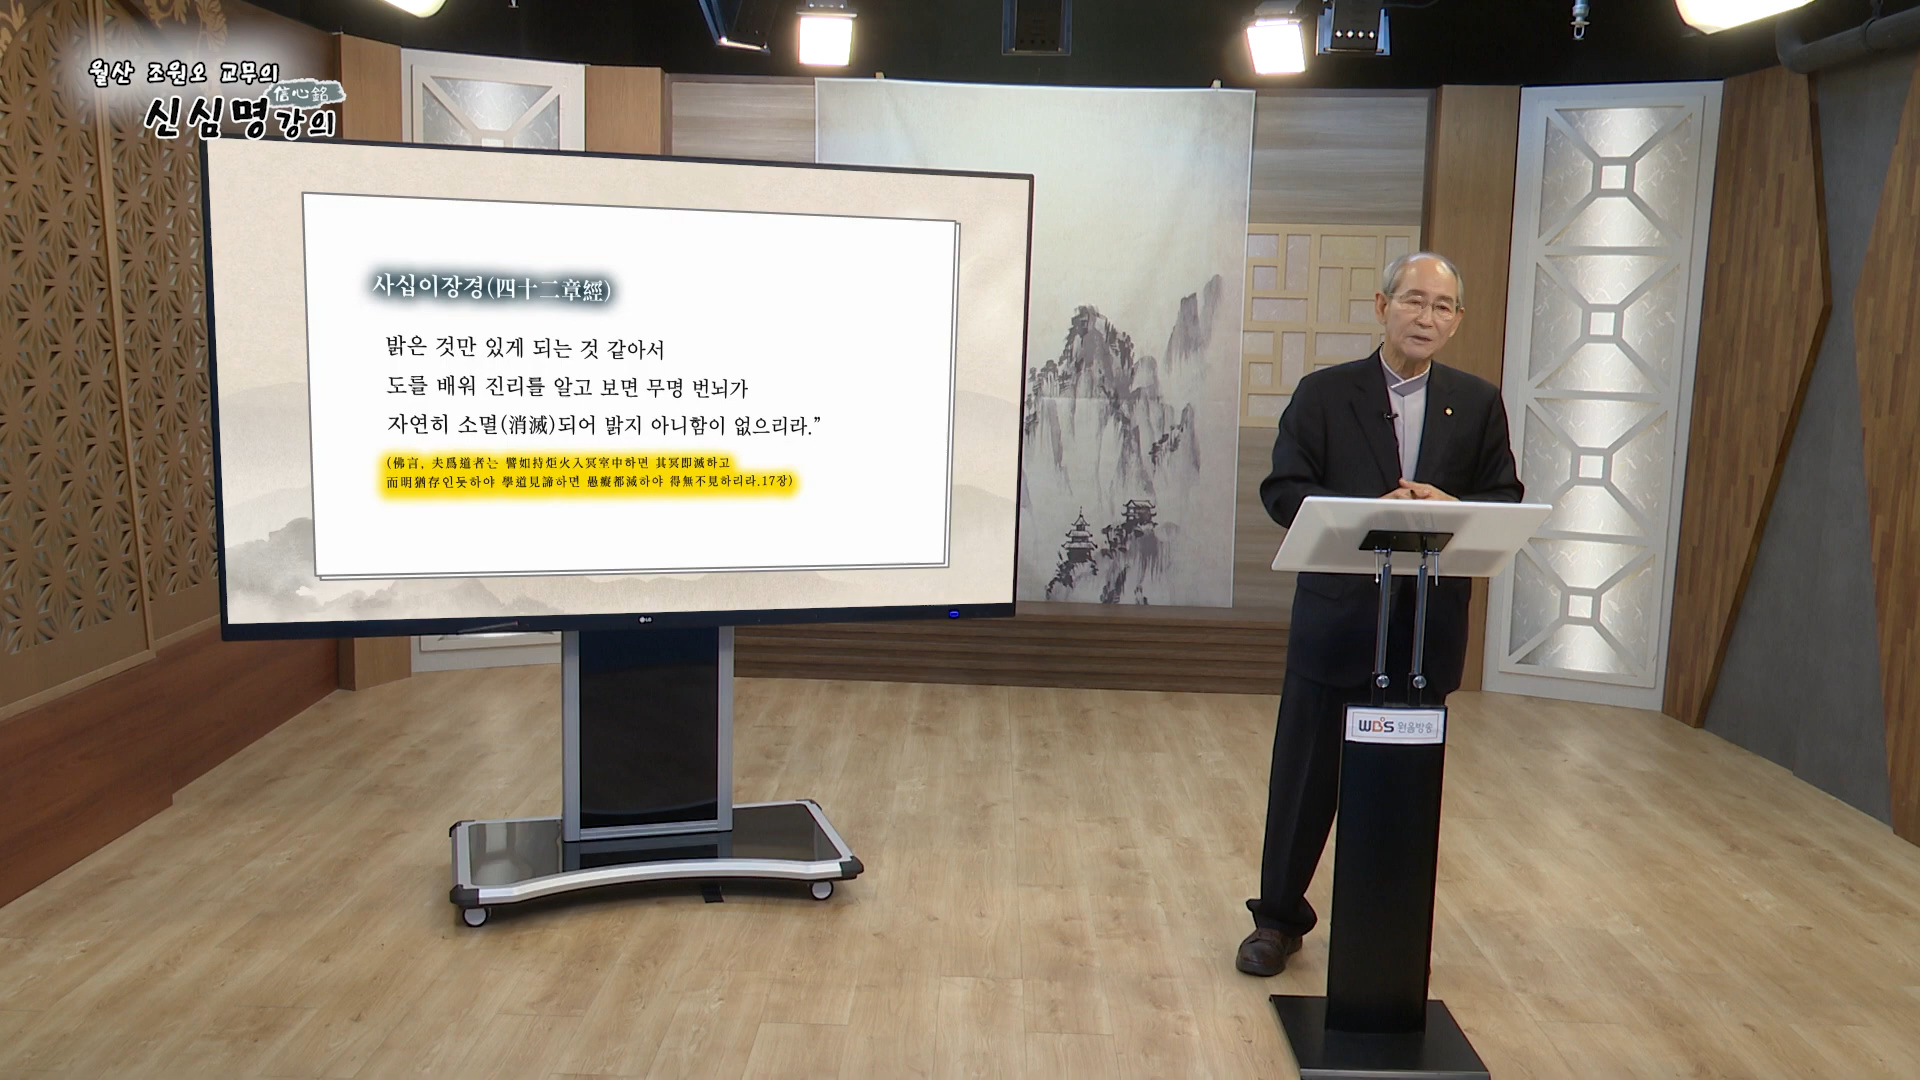 월산 조원오 교무의
信心銘
신심명 강의
사십이장경(四十二章經)
밝은 것만 있게 되는 것 같아서
도를 배워 진리를 알고 보면 무명 번뇌가
자연히 소멸(消滅)되어 밝지 아니함이 없으리라.”
(佛言, 夫爲道者는 譬如持炬火入冥室中하면 其冥即滅하고
而明猶存인듯하야 學道見諦하면 愚癡都滅하야 得無不見하리라.17장)
LG
WBS 원음방송